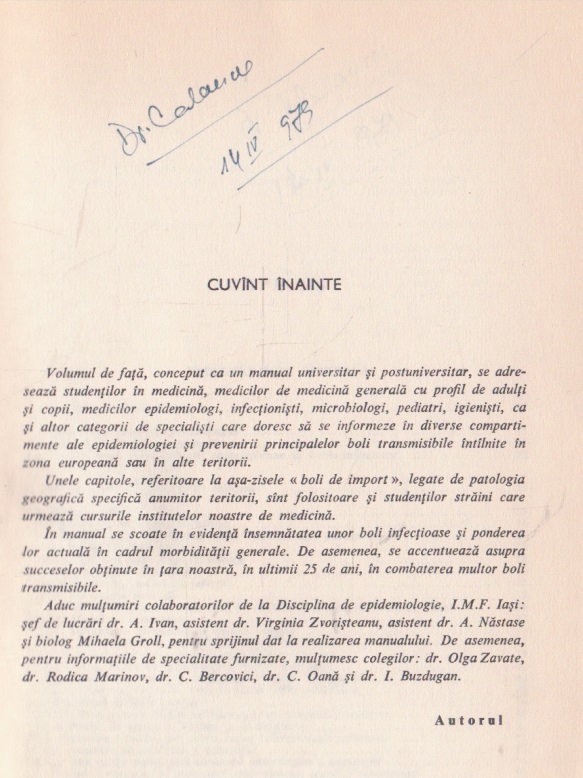 Dr.
14 IV 979
CUVÎNT ÎNAINTE
Volumul de față, conceput ca un manual universitar și postuniversitar, se adre-
sează studenților în medicină, medicilor de medicină generală cu profil de adulți
și copii, medicilor epidemiologi, infecționiști, microbiologi, pediatri, igieniști, ca
și altor categorii de specialiști care doresc să se informeze în diverse comparti-
mente ale epidemiologiei și prevenirii principalelor boli transmisibile întîlnite în
zona europeană sau în alte teritorii.
Unele capitole, referitoare la așa-zisele « boli de import », legate de patologia
geografică specifică anumitor teritorii, sînt folositoare și studenților străini care
urmează cursurile institutelor noastre de medicină.
În manual se scoate în evidență însemnătatea unor boli infecțioase și ponderea
lor actuală în cadrul morbidității generale. De asemenea, se accentuează asupra
succeselor obținute în țara noastră, în ultimii 25 de ani, în combaterea multor boli
transmisibile.
Aduc mulțumiri colaboratorilor de la Disciplina de epidemiologie, I.M.F. Iași:
șef de lucrări dr. A. Ivan, asistent dr. Virginia Zvorișteanu, asistent dr. A. Năstase
și biolog Mihaela Groll, pentru sprijinul dat la realizarea manualului. De asemenea,
pentru informațiile de specialitate furnizate, mulțumesc colegilor: dr. Olga Zavate,
dr. Rodica Marinov, dr. C. Bercovici, dr. C. Oană și dr. I. Buzdugan.
Autorul